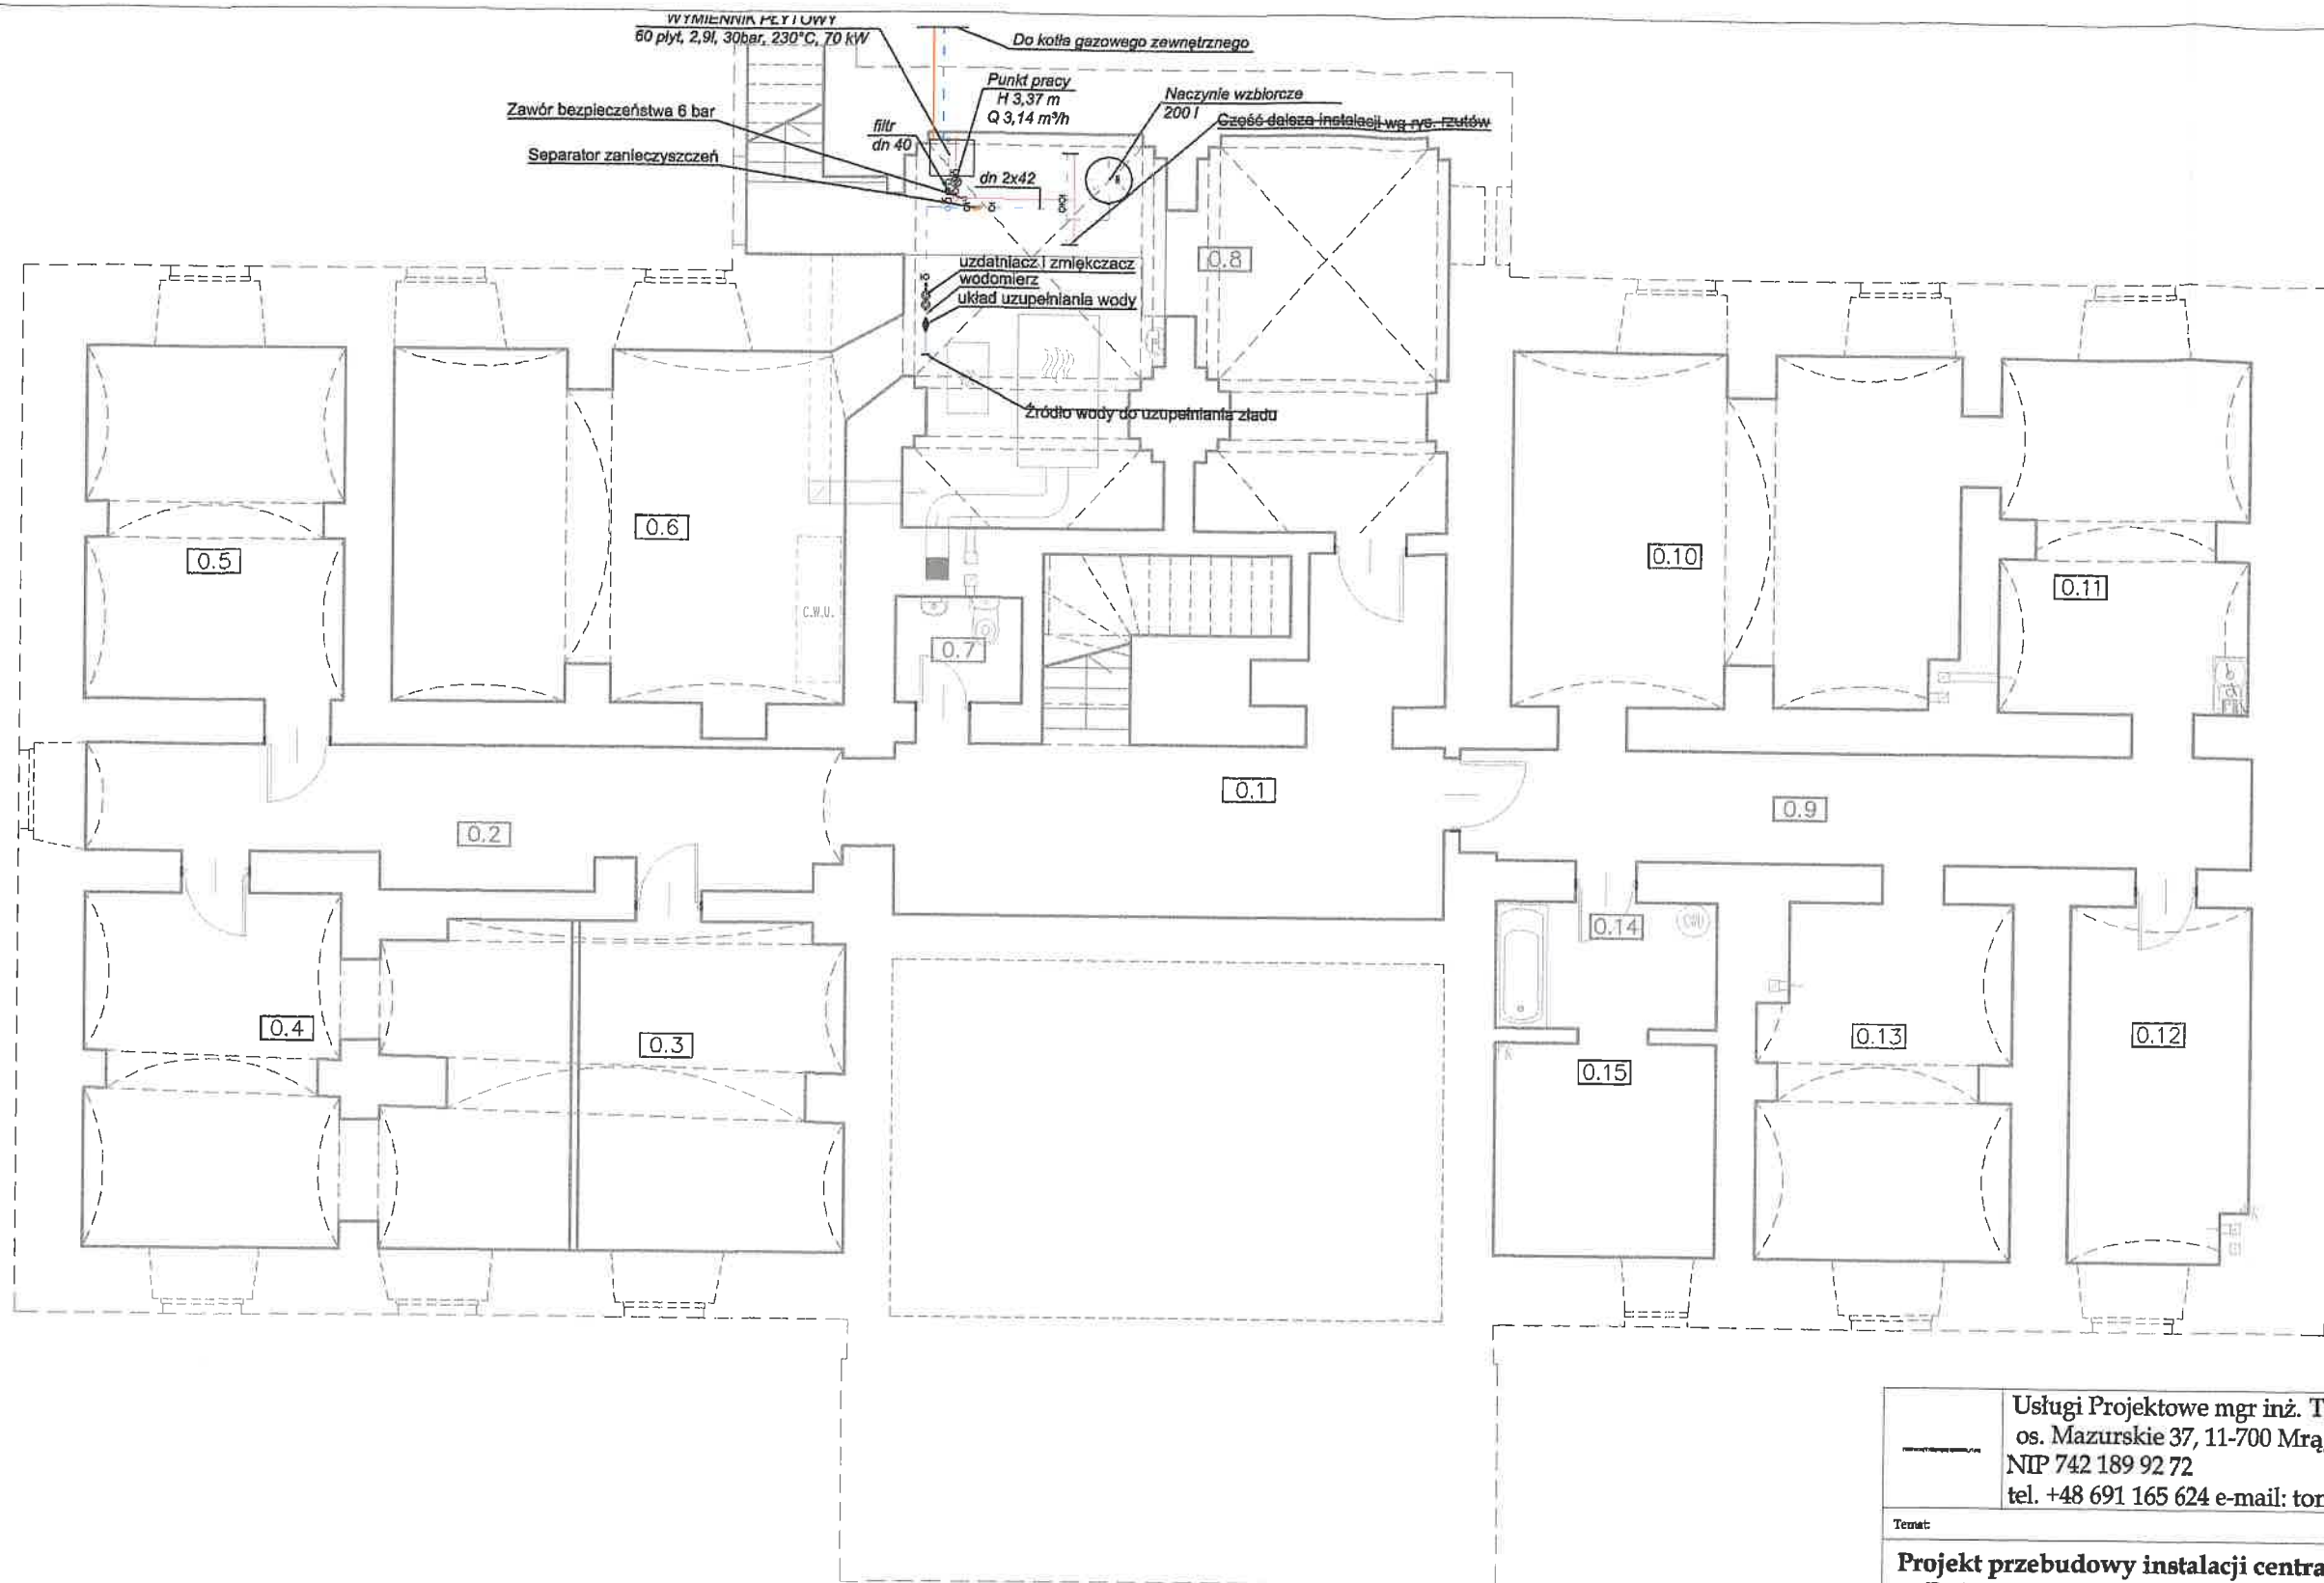 WYMIENNIK PŁYTOWY
60 płyt, 2,9l, 30bar, 230°C, 70 kW
Do kotła gazowego zewnętrznego
Punkt pracy
H 3,37 m
Q 3,14 m³/h
Naczynie wzbiorcze
200 l
Zawór bezpieczeństwa 6 bar
filtr
dn 40
Część dalsza instalacji wg rys. rzutów
Separator zanieczyszczeń
dn 2x42
0.8
uzdatniacz i zmiękczacz
wodomierz
układ uzupełniania wody
Źródło wody do uzupełniania zładu
0.5
0.6
0.10
0.11
C.W.U.
0.7
0.1
0.2
0.9
0.14
CWU
0.4
0.3
0.13
0.12
0.15
Usługi Projektowe mgr inż. T
os. Mazurskie 37, 11-700 Mrą
NIP 742 189 92 72
tel. +48 691 165 624 e-mail: tor
Temat:
Projekt przebudowy instalacji centra